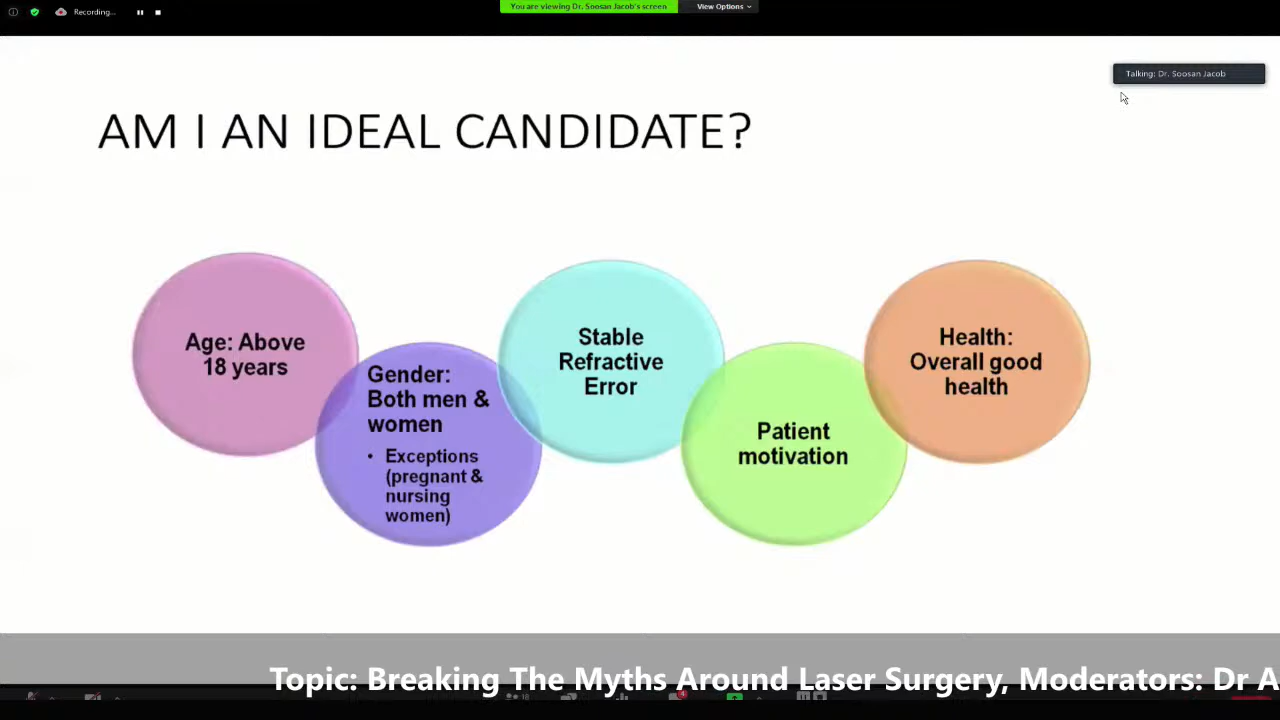 Recording...
You are viewing Dr. Soosan Jacob's screen
View Options
Talking: Dr. Soosan Jacob
AM I AN IDEAL CANDIDATE?
Age: Above
18 years
Gender:
Both men &
women
• Exceptions
(pregnant &
nursing
women)
Stable
Refractive
Error
Patient
motivation
Health:
Overall good
health
Topic: Breaking The Myths Around Laser Surgery, Moderators: Dr A
18
4